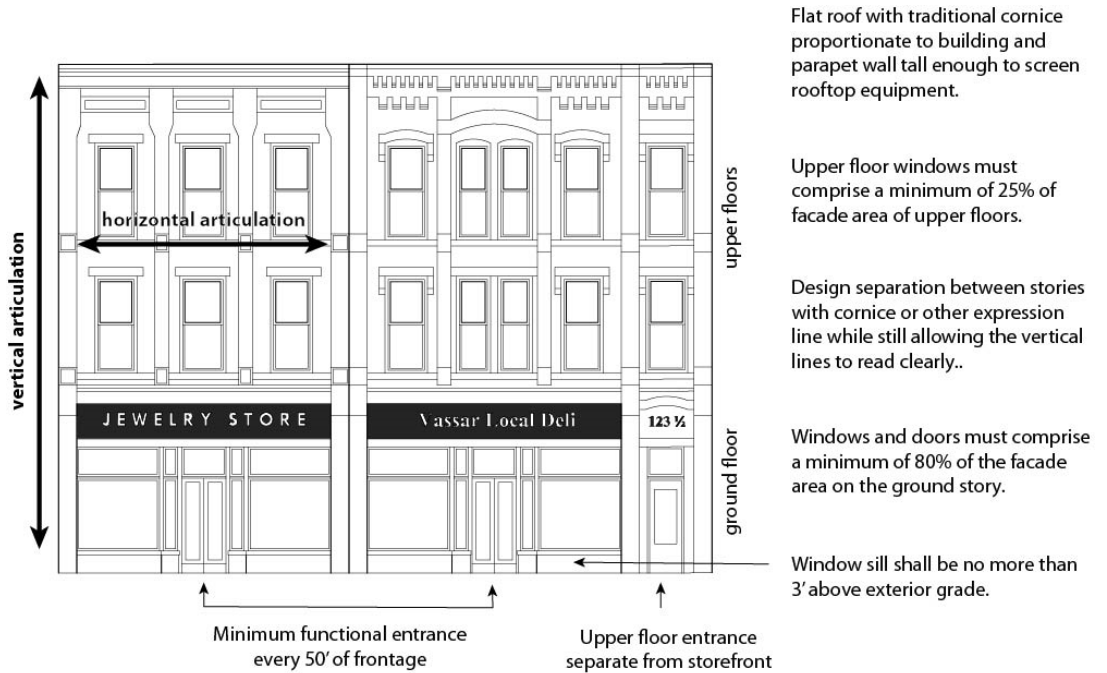 Flat roof with traditional cornice
proportionate to building and
parapet wall tall enough to screen
rooftop equipment.
Upper floor windows must
comprise a minimum of 25% of
facade area of upper floors.
Design separation between stories
with cornice or other expression
line while still allowing the vertical
lines to read clearly..
Windows and doors must comprise
a minimum of 80% of the facade
area on the ground story.
Window sill shall be no more than
3' above exterior grade.
vertical articulation
horizontal articulation
upper floors
ground floor
JEWELRY STORE
Vassar Local Deli
123 ½
Minimum functional entrance
every 50' of frontage
Upper floor entrance
separate from storefront